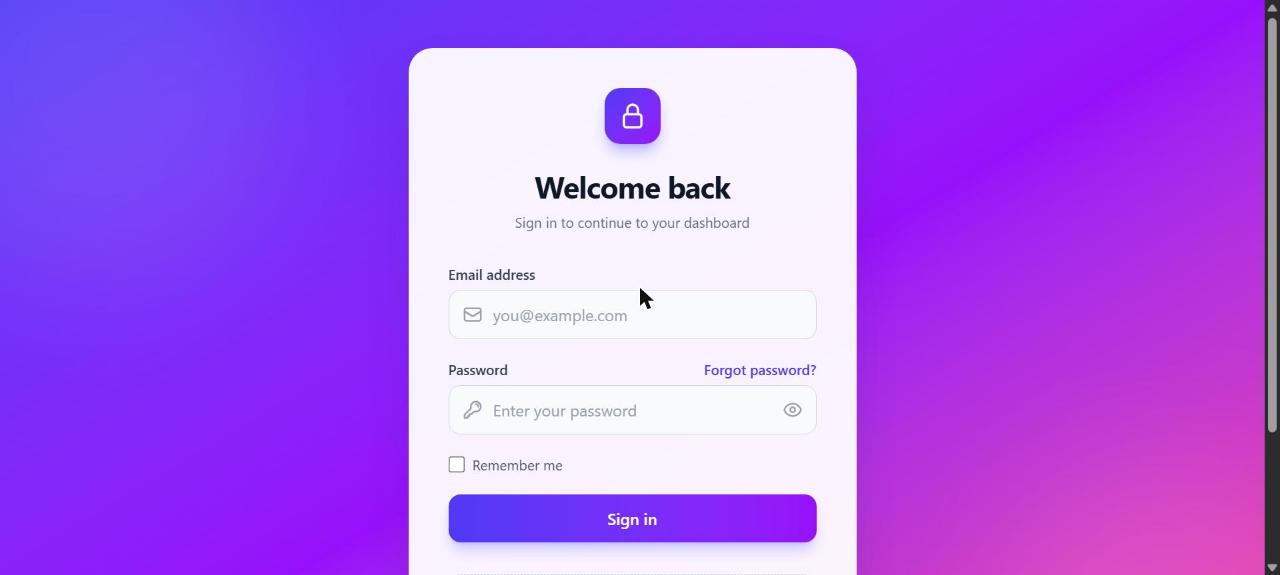 Welcome back
Sign in to continue to your dashboard
Email address
you@example.com
Password
Forgot password?
Enter your password
Remember me
Sign in